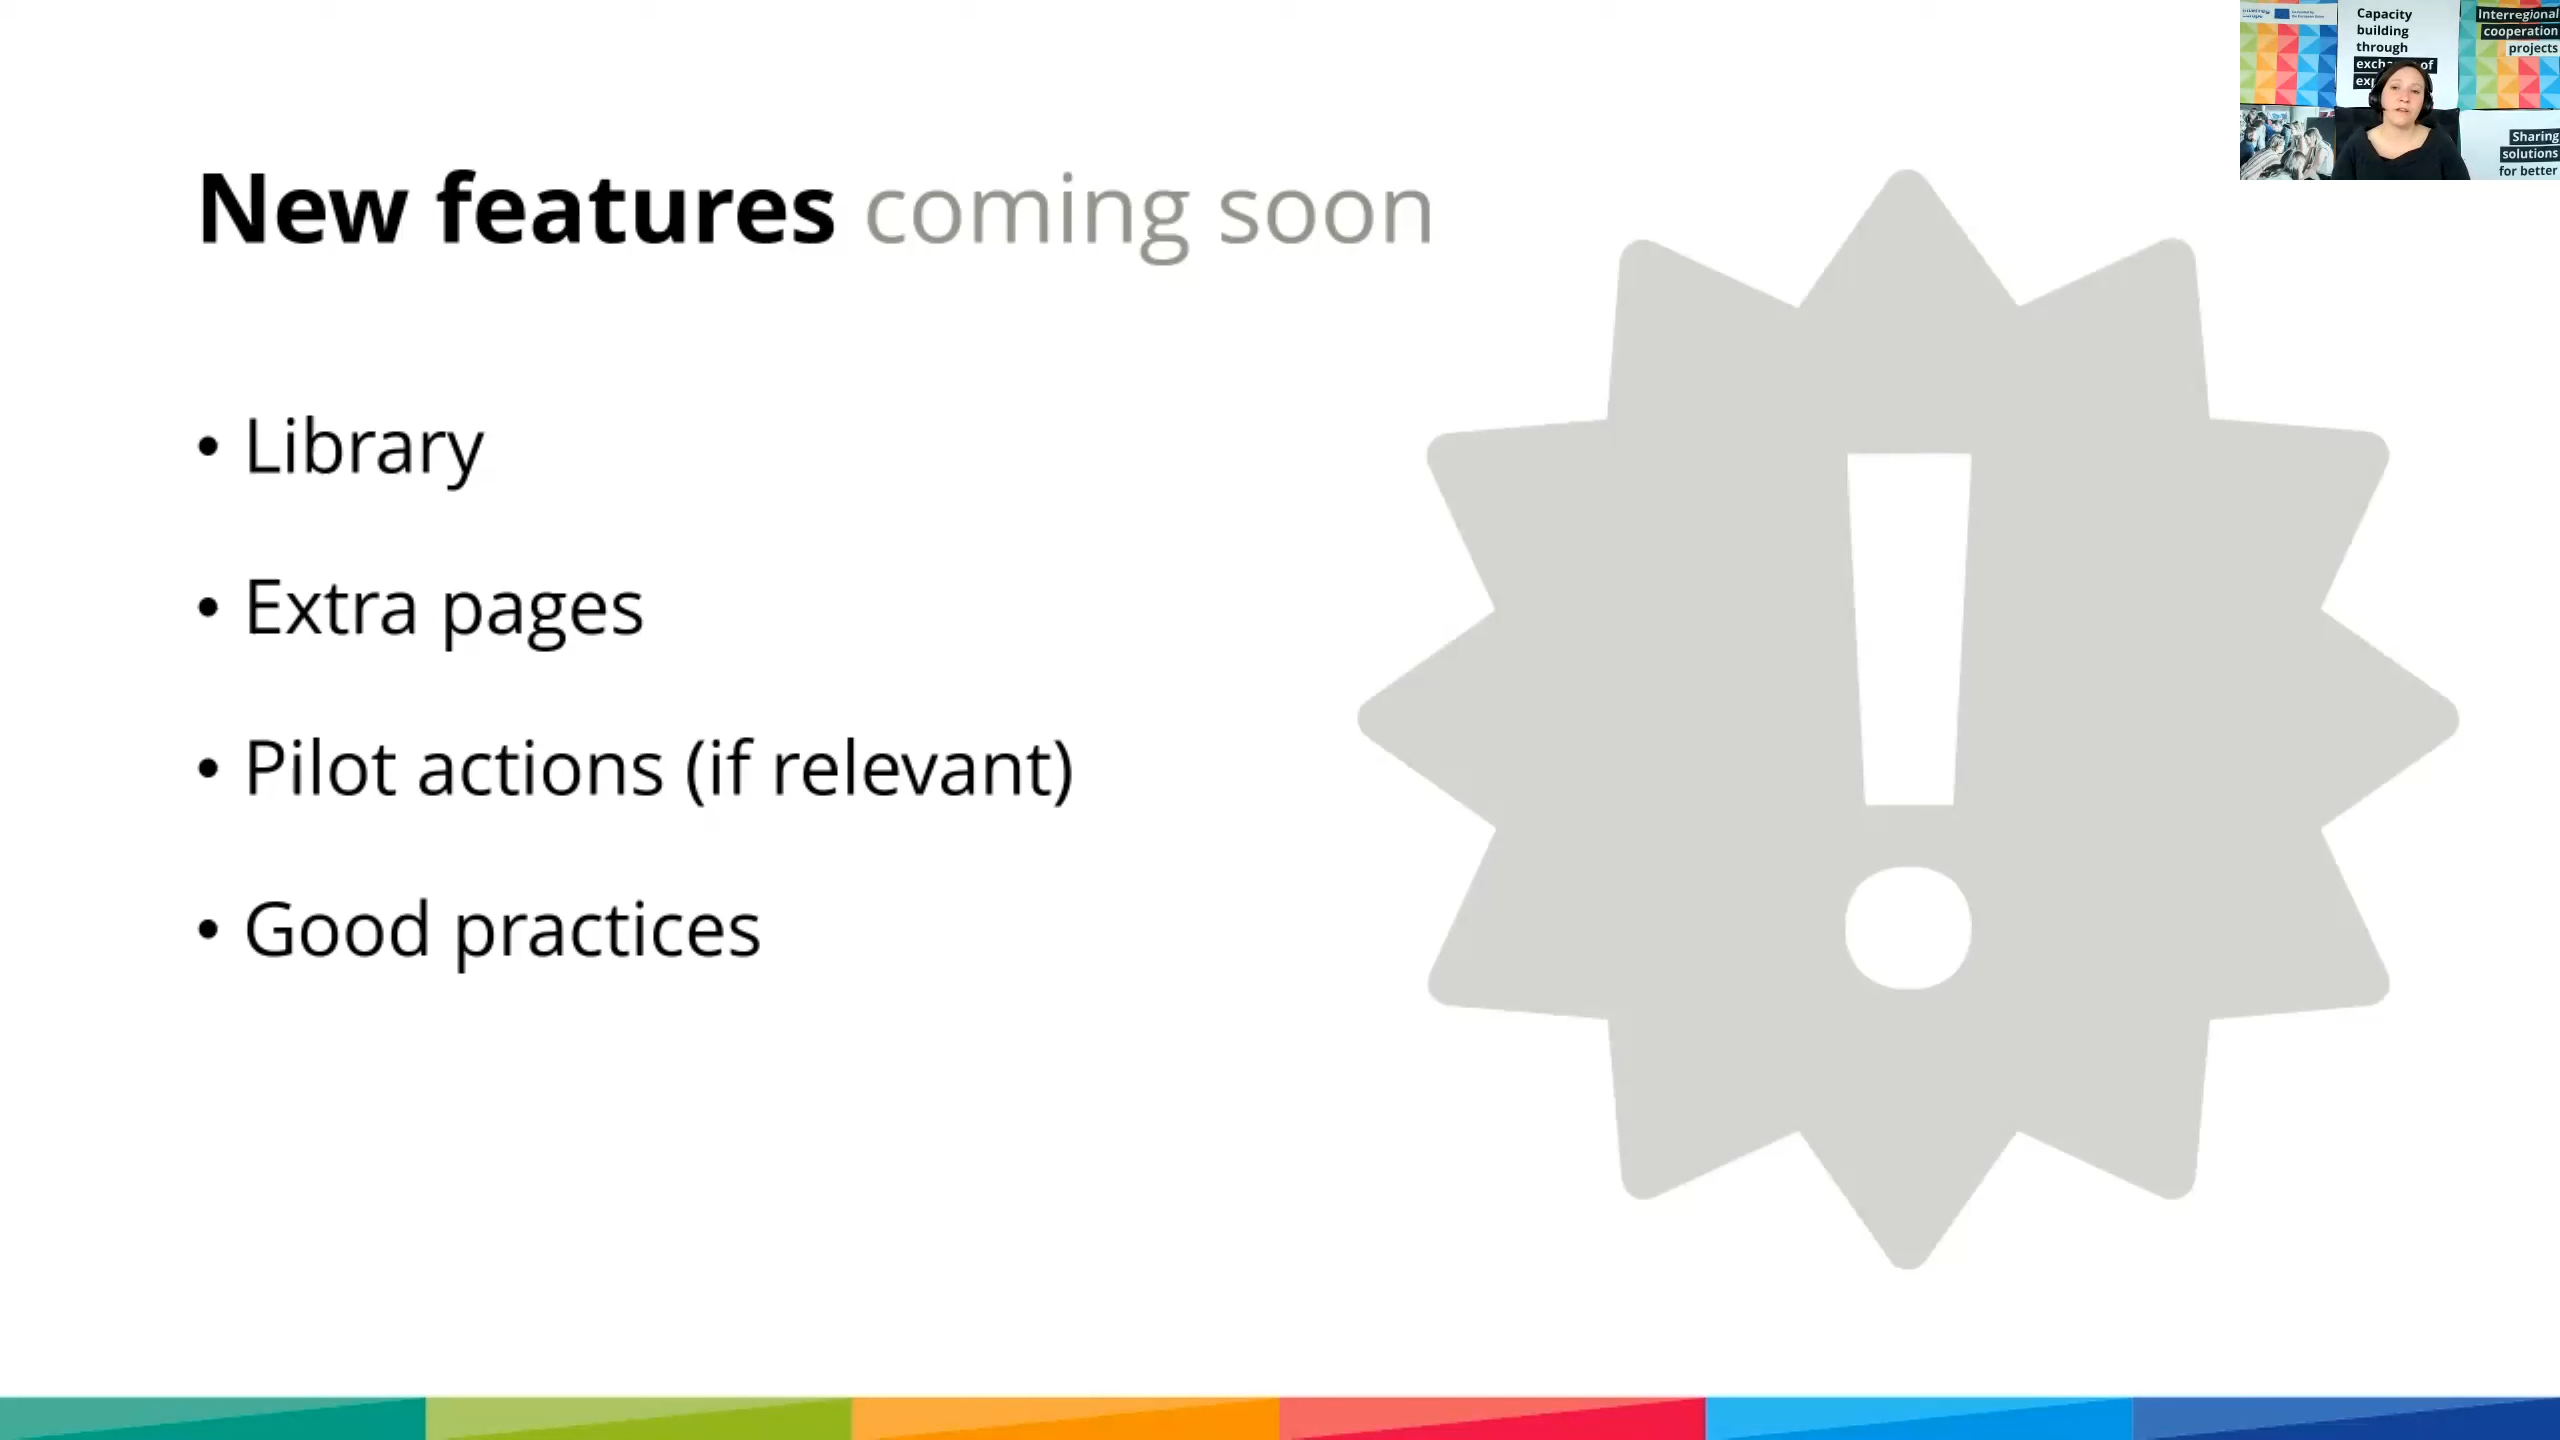 New features coming soon
• Library
• Extra pages
• Pilot actions (if relevant)
• Good practices
Capacity
building
through
of
Interregional
cooperation
projects
Sharing
solutions
for better